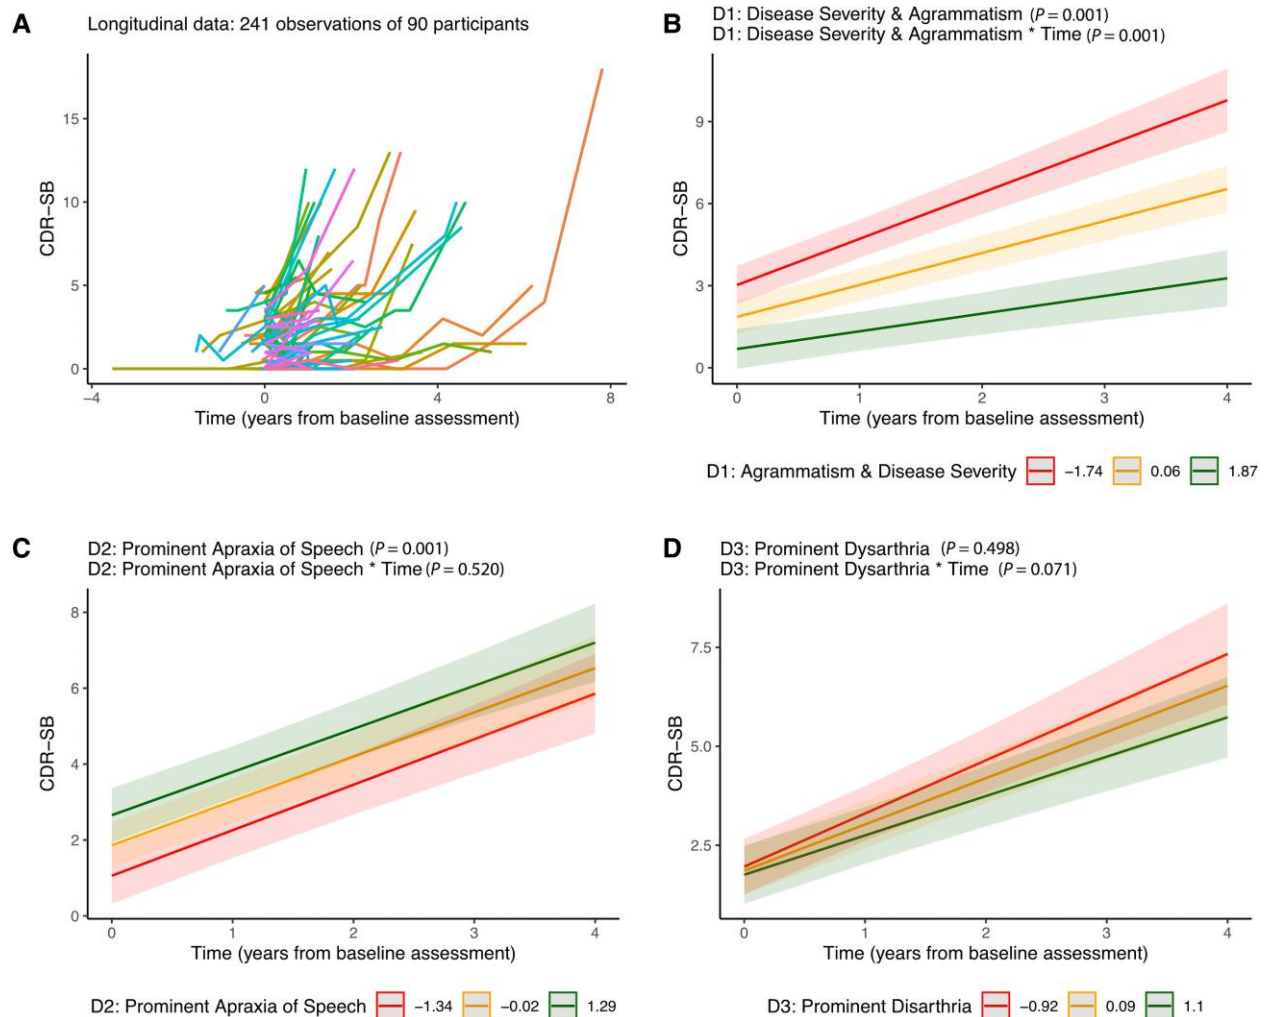 A Longitudinal data: 241 observations of 90 participants
CDR−SB
15
10
5
0
−4 0 4 8
Time (years from baseline assessment)
B D1: Disease Severity & Agrammatism (P = 0.001)
D1: Disease Severity & Agrammatism * Time (P = 0.001)
CDR−SB
9
6
3
0
0 1 2 3 4
Time (years from baseline assessment)
D1: Agrammatism & Disease Severity −1.74 0.06 1.87
C D2: Prominent Apraxia of Speech (P = 0.001)
D2: Prominent Apraxia of Speech * Time (P = 0.520)
CDR−SB
8
6
4
2
0
0 1 2 3 4
Time (years from baseline assessment)
D2: Prominent Apraxia of Speech −1.34 −0.02 1.29
D D3: Prominent Dysarthria (P = 0.498)
D3: Prominent Dysarthria * Time (P = 0.071)
CDR−SB
7.5
5.0
2.5
0 1 2 3 4
Time (years from baseline assessment)
D3: Prominent Disarthria −0.92 0.09 1.1